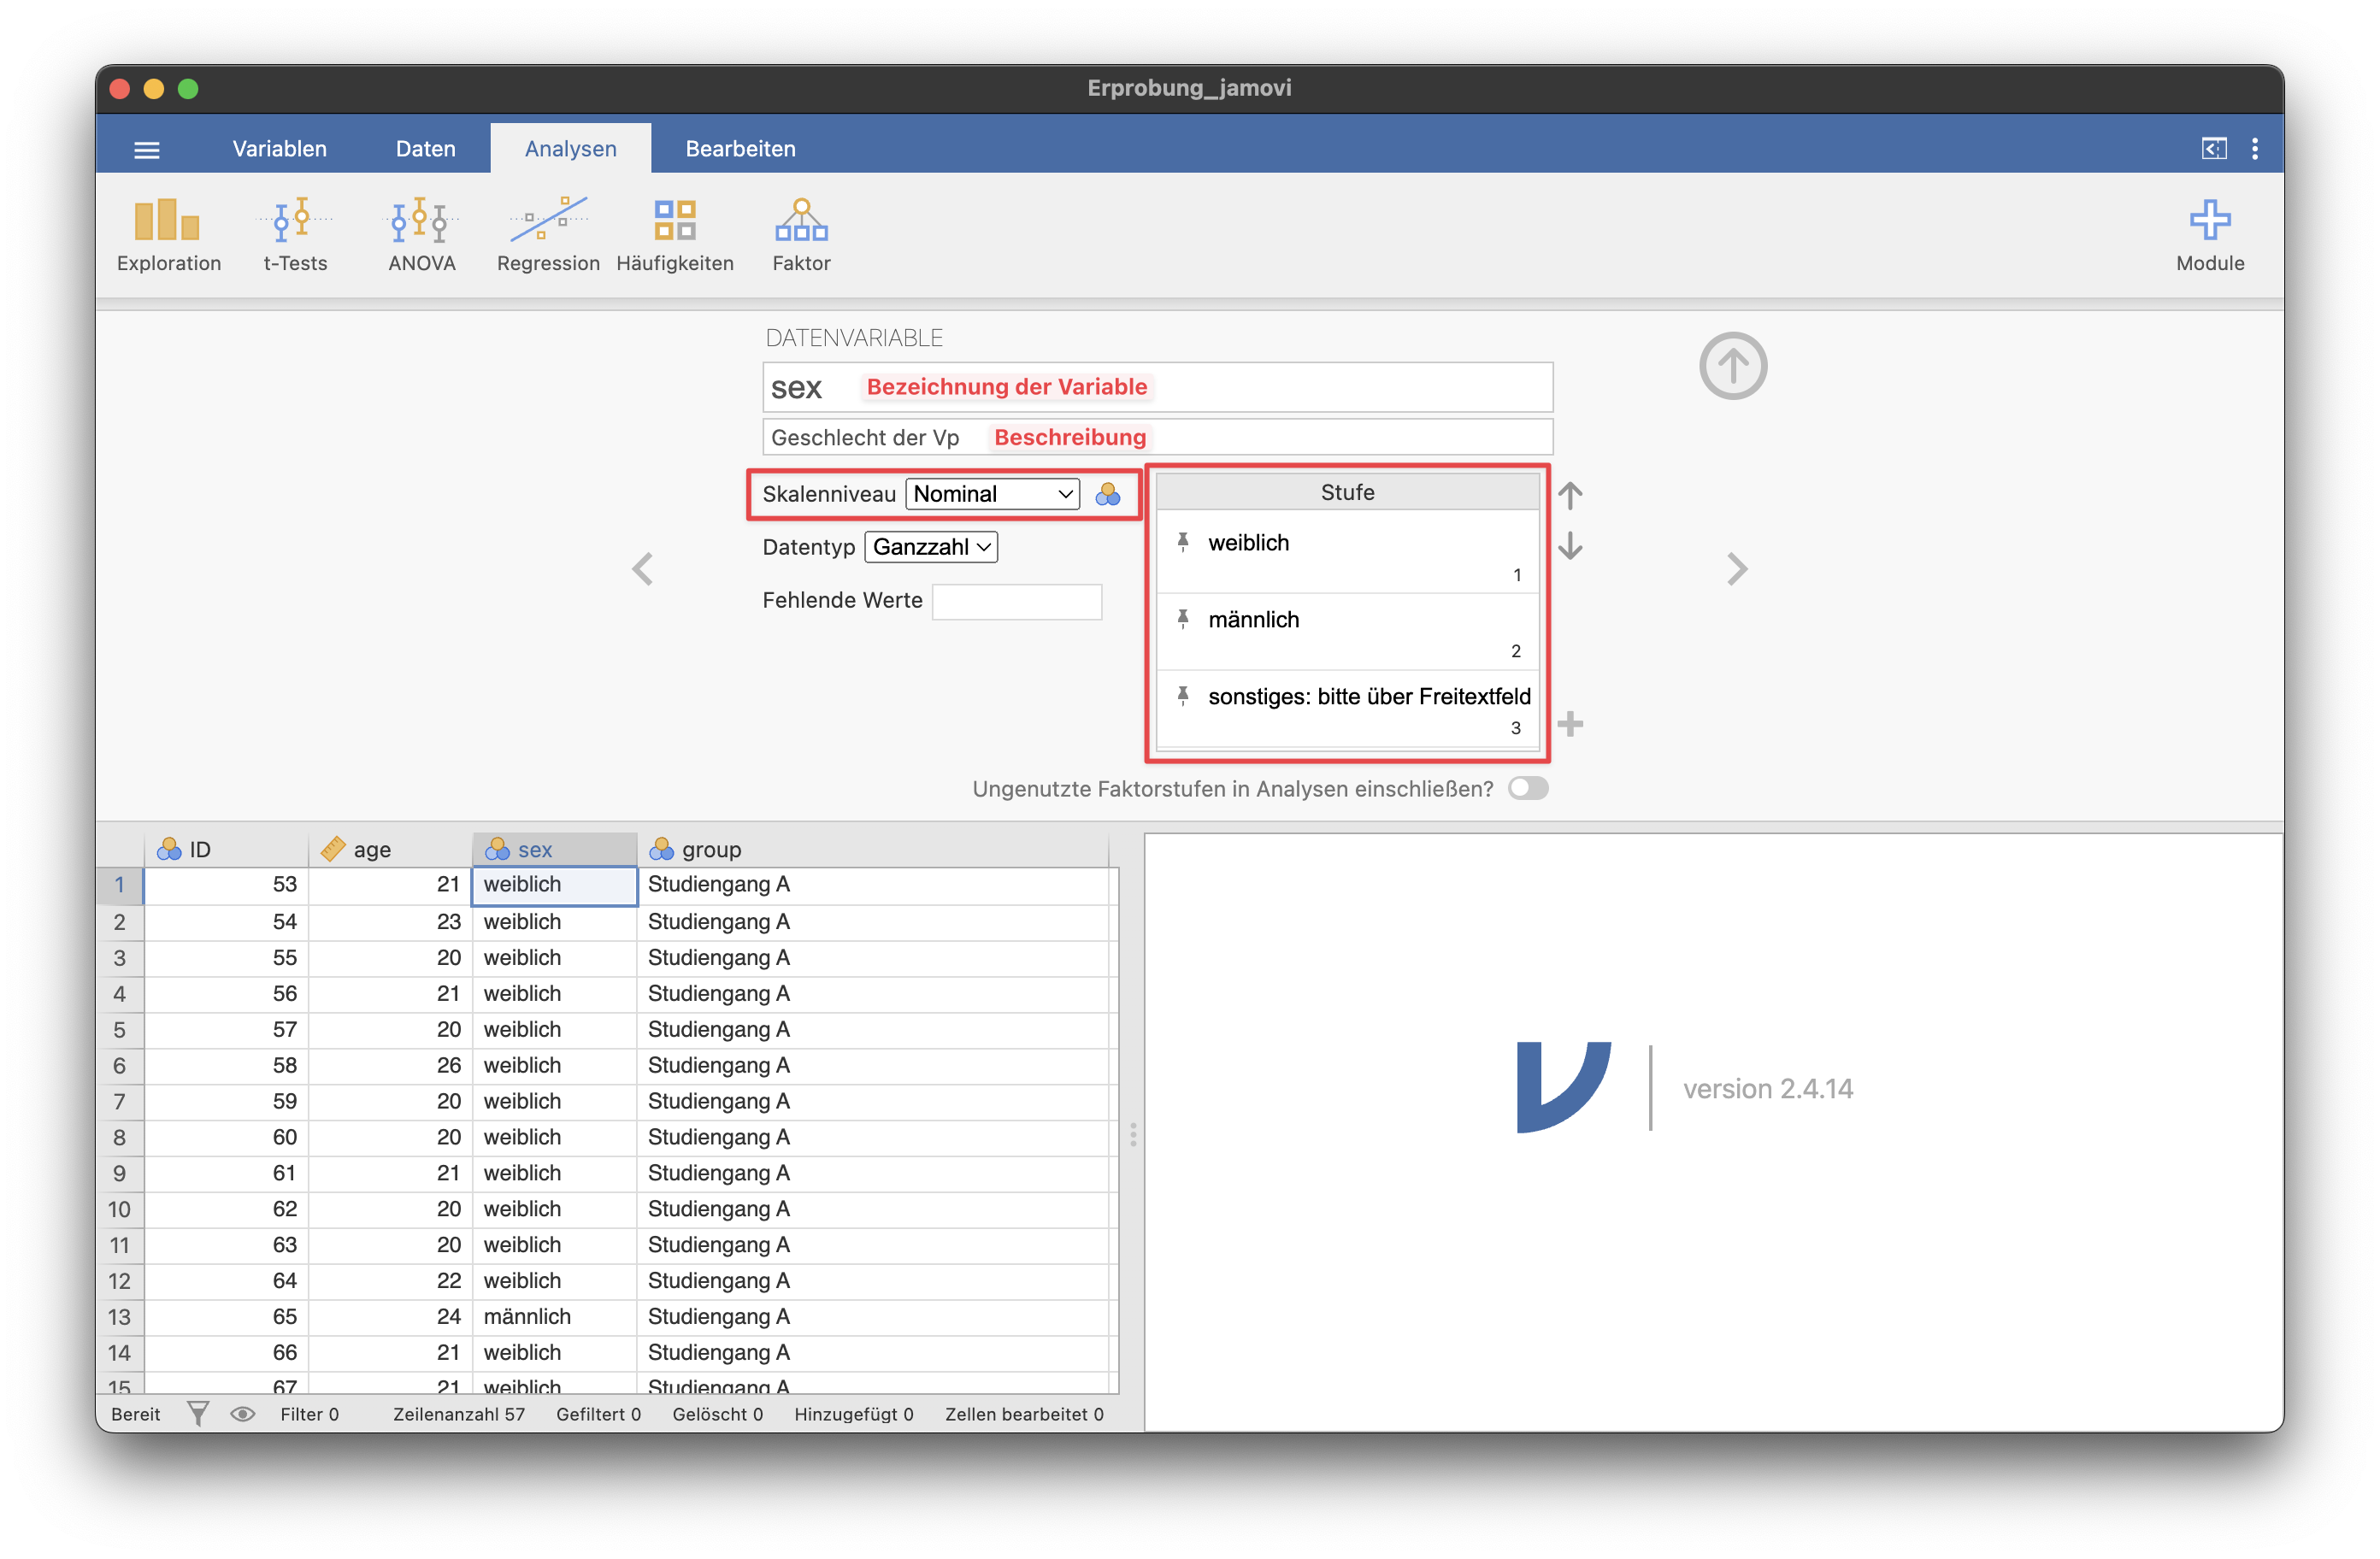 Erprobung_jamovi
Variablen Daten Analysen Bearbeiten
Exploration t-Tests ANOVA Regression Häufigkeiten Faktor Module
DATENVARIABLE
sex Bezeichnung der Variable
Geschlecht der Vp Beschreibung
Skalenniveau Nominal
Datentyp Ganzzahl
Fehlende Werte
Stufe
weiblich
1
männlich
2
sonstiges: bitte über Freitextfeld
3
Ungenutzte Faktorstufen in Analysen einschließen?
ID age sex group
1 53 21 weiblich Studiengang A
2 54 23 weiblich Studiengang A
3 55 20 weiblich Studiengang A
4 56 21 weiblich Studiengang A
5 57 20 weiblich Studiengang A
6 58 26 weiblich Studiengang A
7 59 20 weiblich Studiengang A
8 60 20 weiblich Studiengang A
9 61 21 weiblich Studiengang A
10 62 20 weiblich Studiengang A
11 63 20 weiblich Studiengang A
12 64 22 weiblich Studiengang A
13 65 24 männlich Studiengang A
14 66 21 weiblich Studiengang A
15 67 21 weiblich Studiengang A
Bereit Filter 0 Zeilenanzahl 57 Gefiltert 0 Gelöscht 0 Hinzugefügt 0 Zellen bearbeitet 0
version 2.4.14